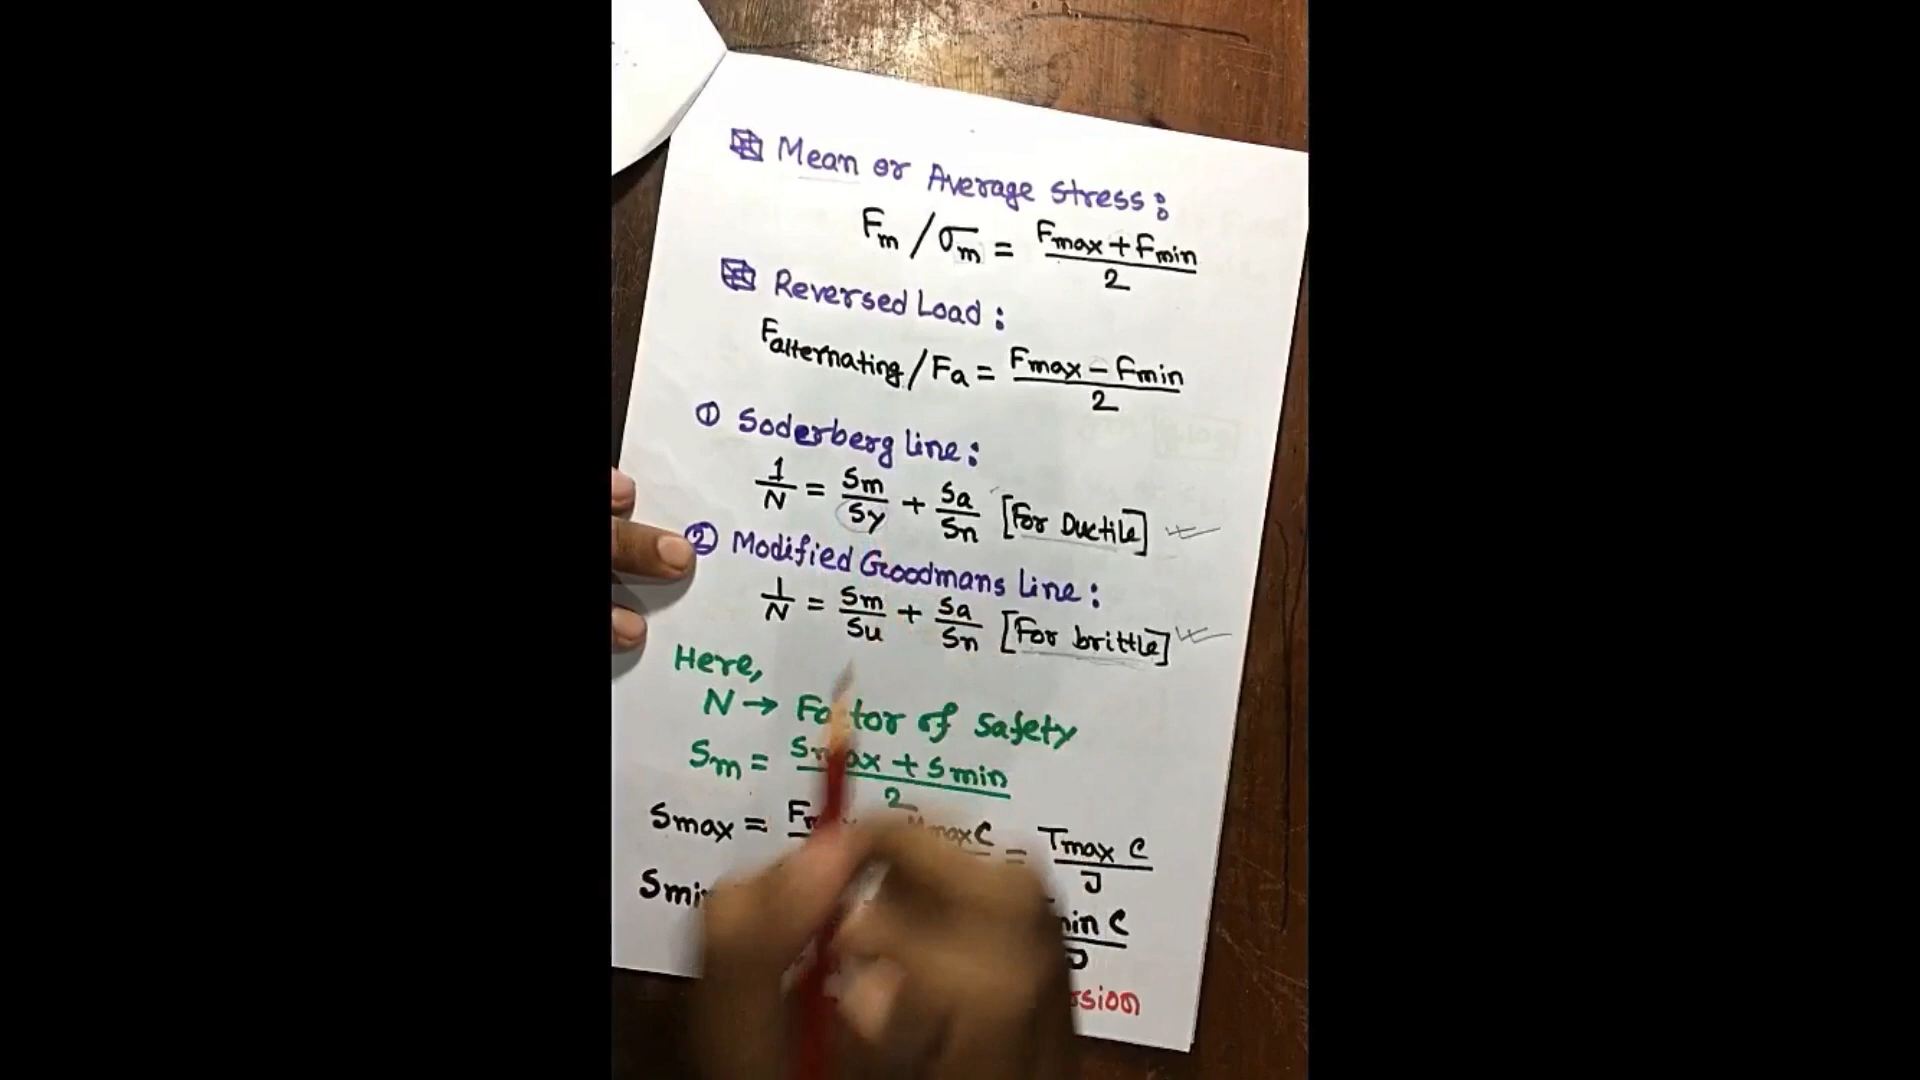 Mean or Average stress:
Fm / σm = Fmax + Fmin / 2
Reversed Load:
Falternating / Fa = Fmax - Fmin / 2
① Soderberg line:
1/N = Sm/Sy + Sa/Sn [For Ductile]
② Modified Goodmans Line:
1/N = Sm/Su + Sa/Sn [For brittle]
Here,
N → Factor of Safety
Sm = Smax + Smin / 2
Smax = maxC = Tmax C / J